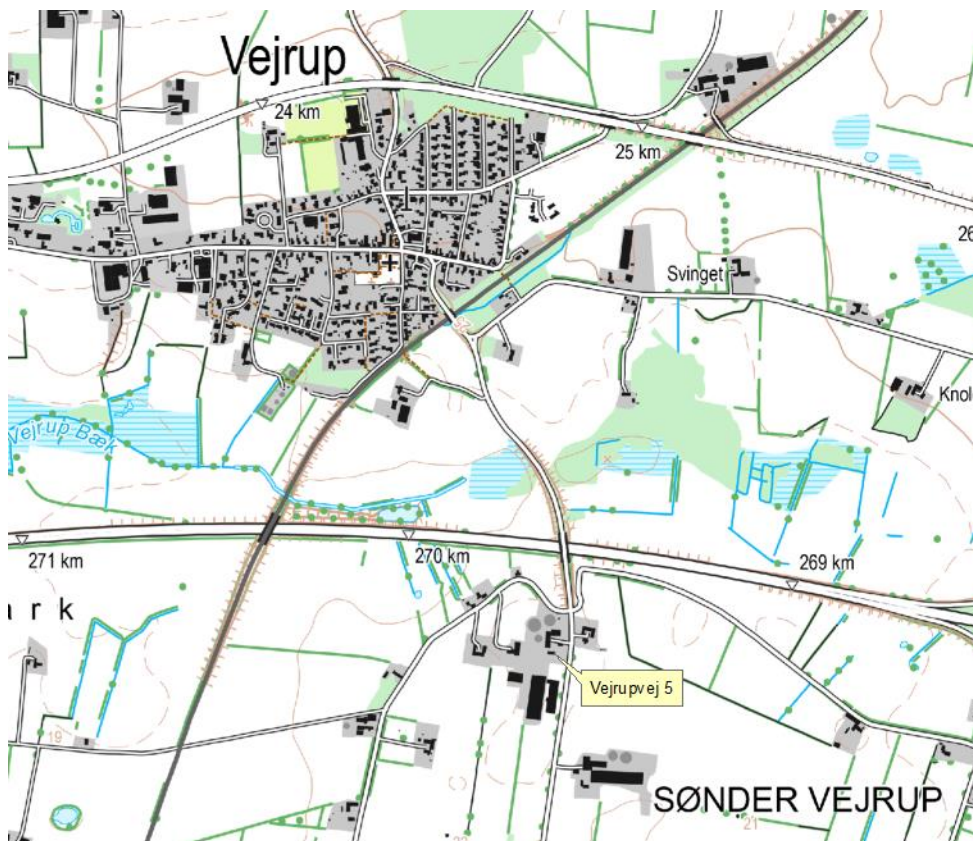 Vejrup
24 km
25 km
26
Svinget
Knol
Vejrup Bæk
271 km
270 km
269 km
ark
Vejrupvej 5
19
SØNDER VEJRUP
21